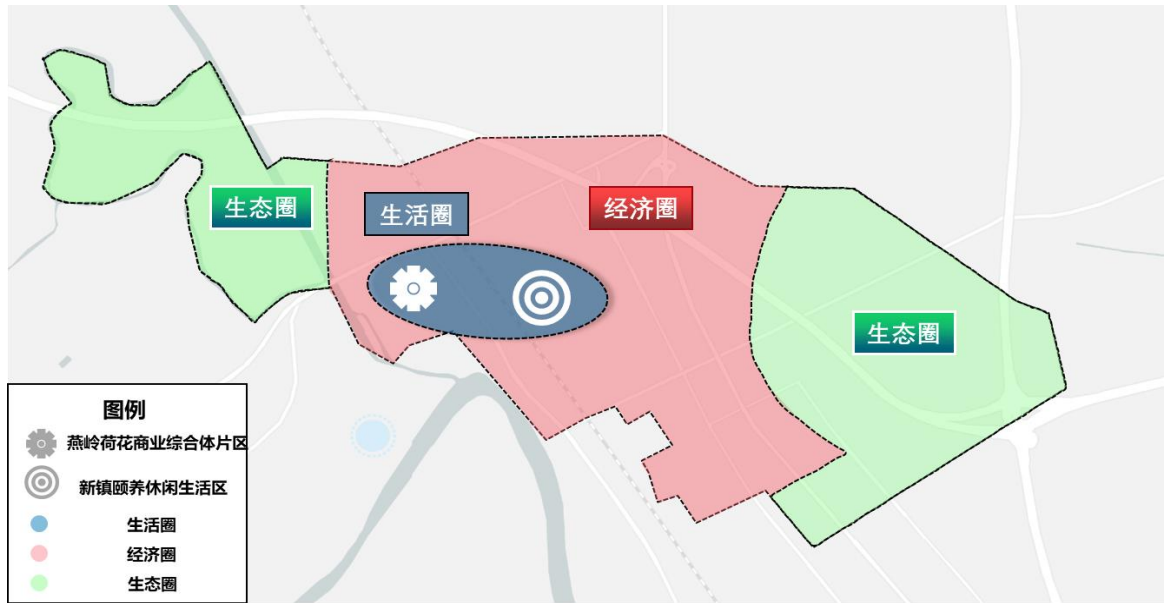 生态圈
生活圈
经济圈
生态圈
图例
燕岭荷花商业综合体片区
新镇颐养休闲生活区
生活圈
经济圈
生态圈